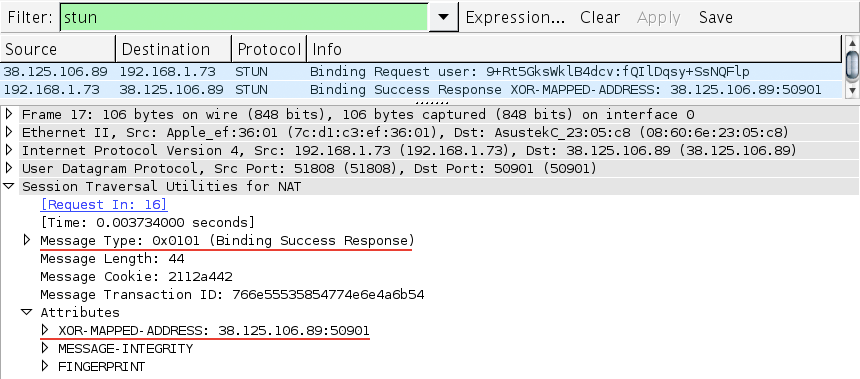 Filter: stun Expression... Clear Apply Save
Source Destination Protocol Info
38.125.106.89 192.168.1.73 STUN Binding Request user: 9+Rt5GksWklB4dcv:fQIlDqsy+SsNQFlp
192.168.1.73 38.125.106.89 STUN Binding Success Response XOR-MAPPED-ADDRESS: 38.125.106.89:50901
Frame 17: 106 bytes on wire (848 bits), 106 bytes captured (848 bits) on interface 0
Ethernet II, Src: Apple_ef:36:01 (7c:d1:c3:ef:36:01), Dst: AsustekC_23:05:c8 (08:60:6e:23:05:c8)
Internet Protocol Version 4, Src: 192.168.1.73 (192.168.1.73), Dst: 38.125.106.89 (38.125.106.89)
User Datagram Protocol, Src Port: 51808 (51808), Dst Port: 50901 (50901)
Session Traversal Utilities for NAT
[Request In: 16]
[Time: 0.003734000 seconds]
Message Type: 0x0101 (Binding Success Response)
Message Length: 44
Message Cookie: 2112a442
Message Transaction ID: 766e55535854774e6e4a6b54
Attributes
XOR-MAPPED-ADDRESS: 38.125.106.89:50901
MESSAGE-INTEGRITY
FINGERPRINT